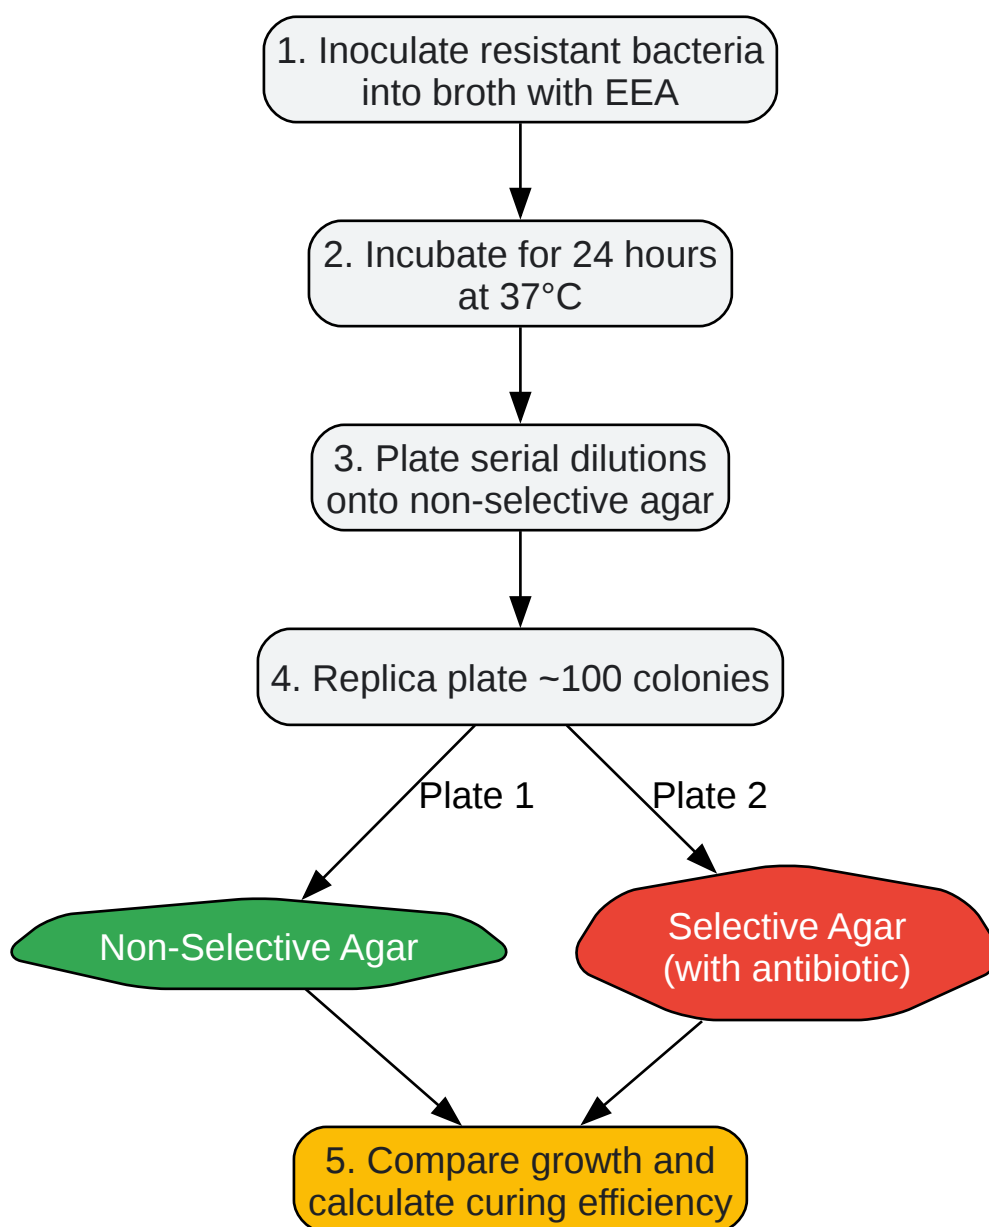 1. Inoculate resistant bacteria
into broth with EEA
2. Incubate for 24 hours
at 37°C
3. Plate serial dilutions
onto non-selective agar
4. Replica plate ~100 colonies
Plate 1
Plate 2
Non-Selective Agar
Selective Agar
(with antibiotic)
5. Compare growth and
calculate curing efficiency